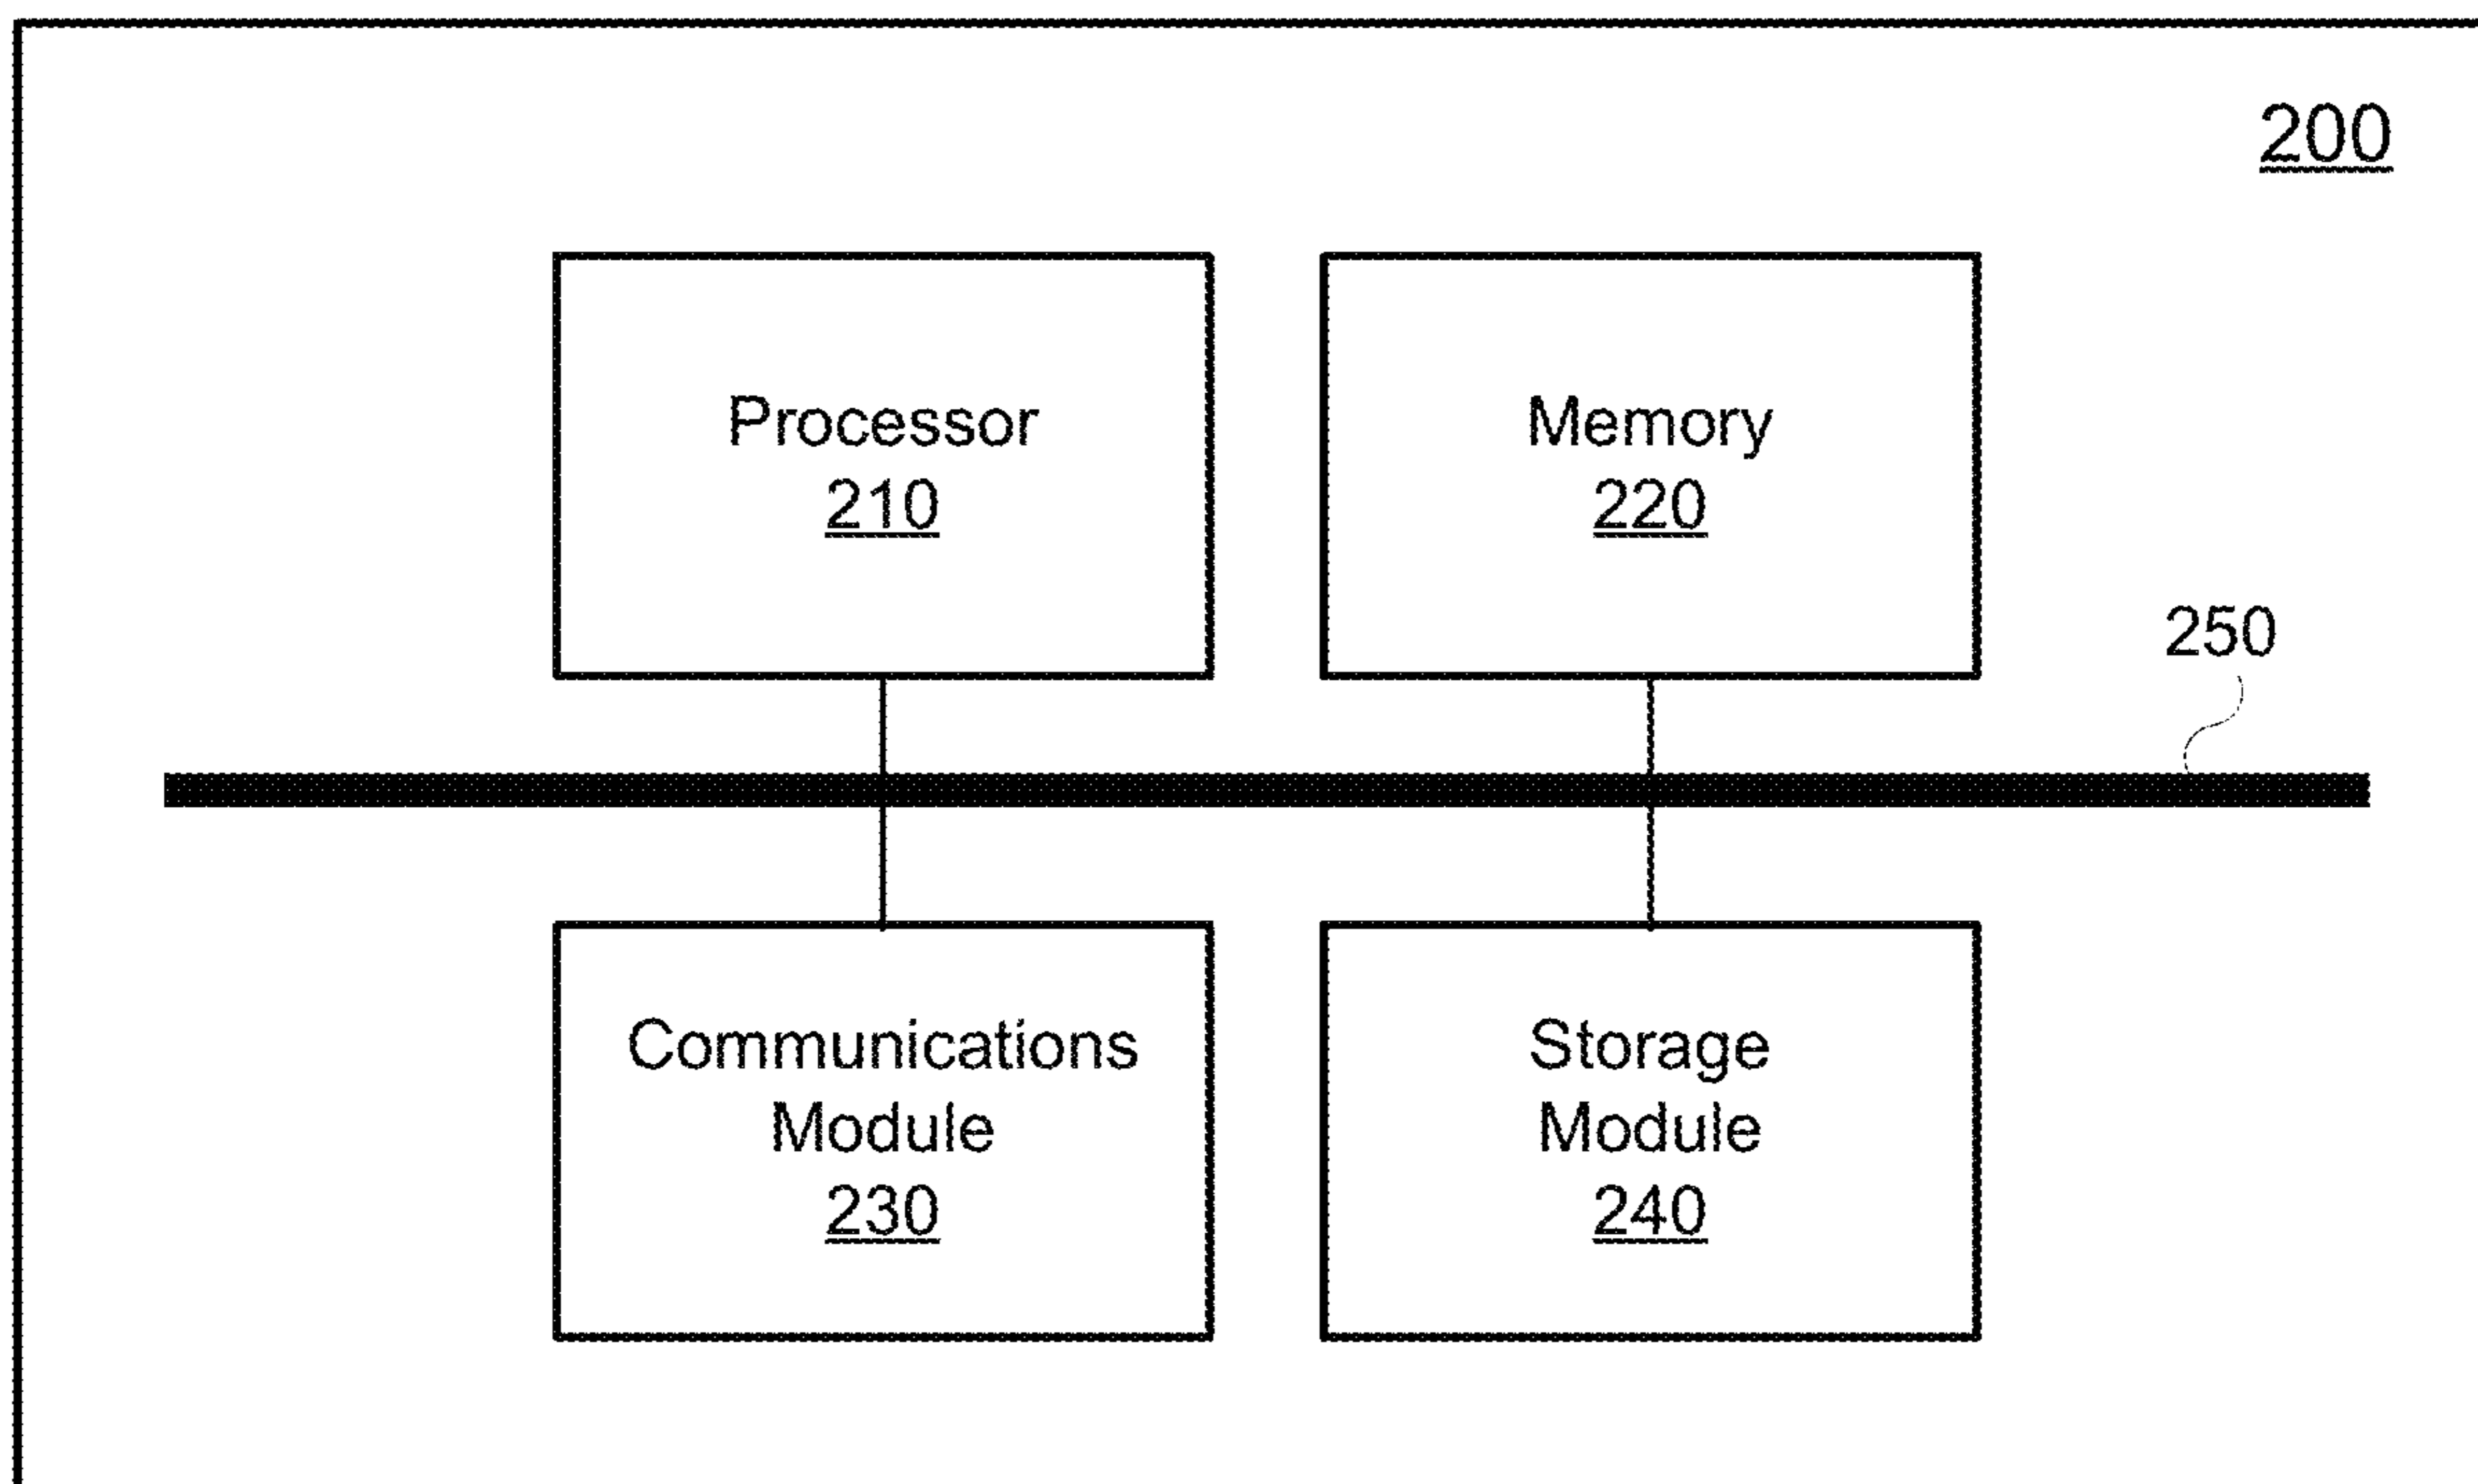 200
Processor
210
Memory
220
250
Communications
Module
230
Storage
Module
240